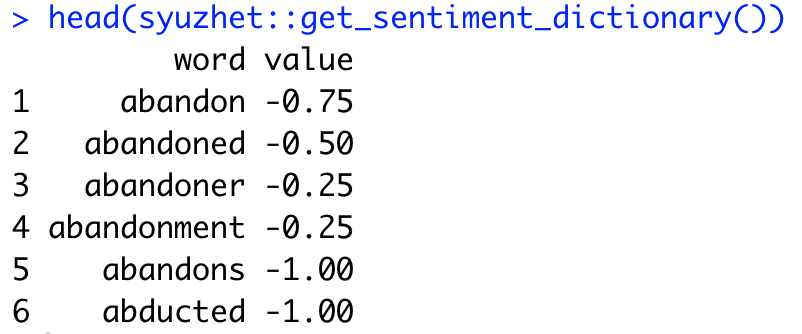 > head(syuzhet::get_sentiment_dictionary())
         word value
1     abandon -0.75
2   abandoned -0.50
3   abandoner -0.25
4 abandonment -0.25
5    abandons -1.00
6    abducted -1.00